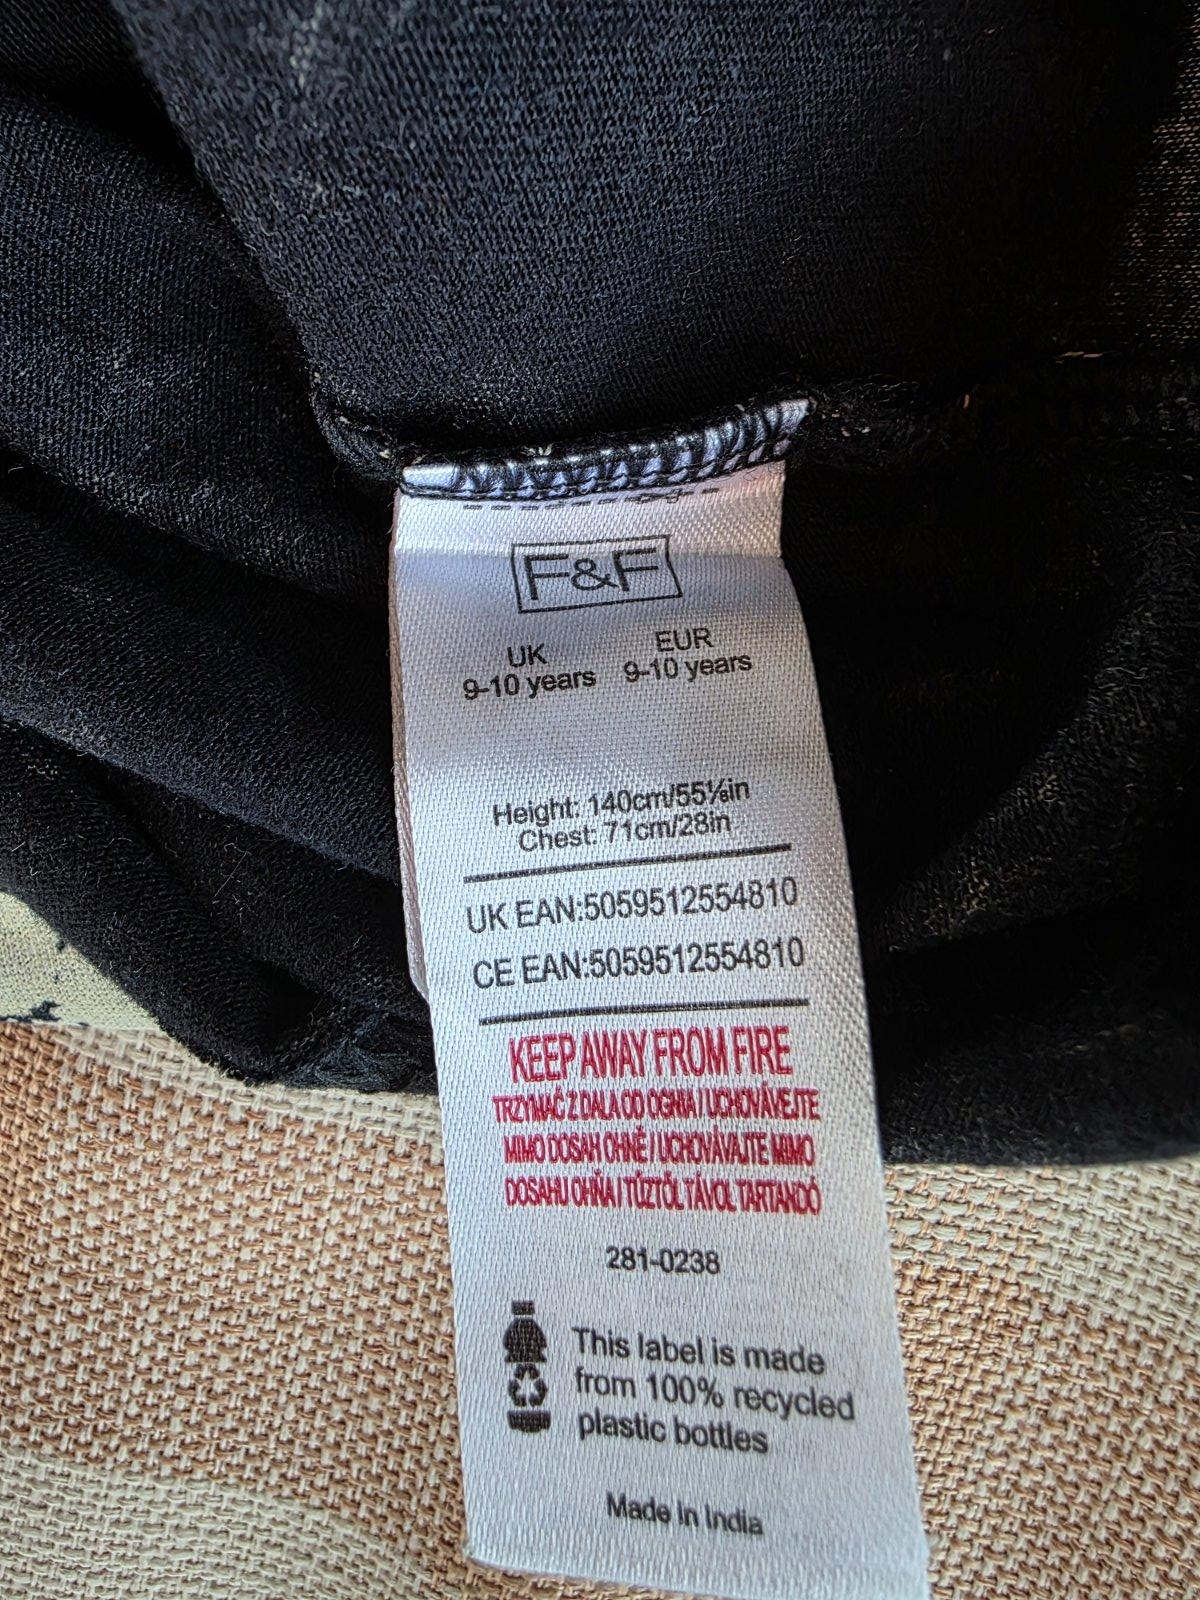 F&F
UK EUR
9-10 years 9-10 years
Height: 140cm/55⅛in
Chest: 71cm/28in
UK EAN:5059512554810
CE EAN:5059512554810
KEEP AWAY FROM FIRE
TRZYMAĆ Z DALA OD OGNIA / UCHOVÁVEJTE
MIMO DOSAH OHNĚ / UCHOVÁVAJTE MIMO
DOSAHU OHŇA / TŰZTŐL TÁVOL TARTANDÓ
281-0238
This label is made
from 100% recycled
plastic bottles
Made In India